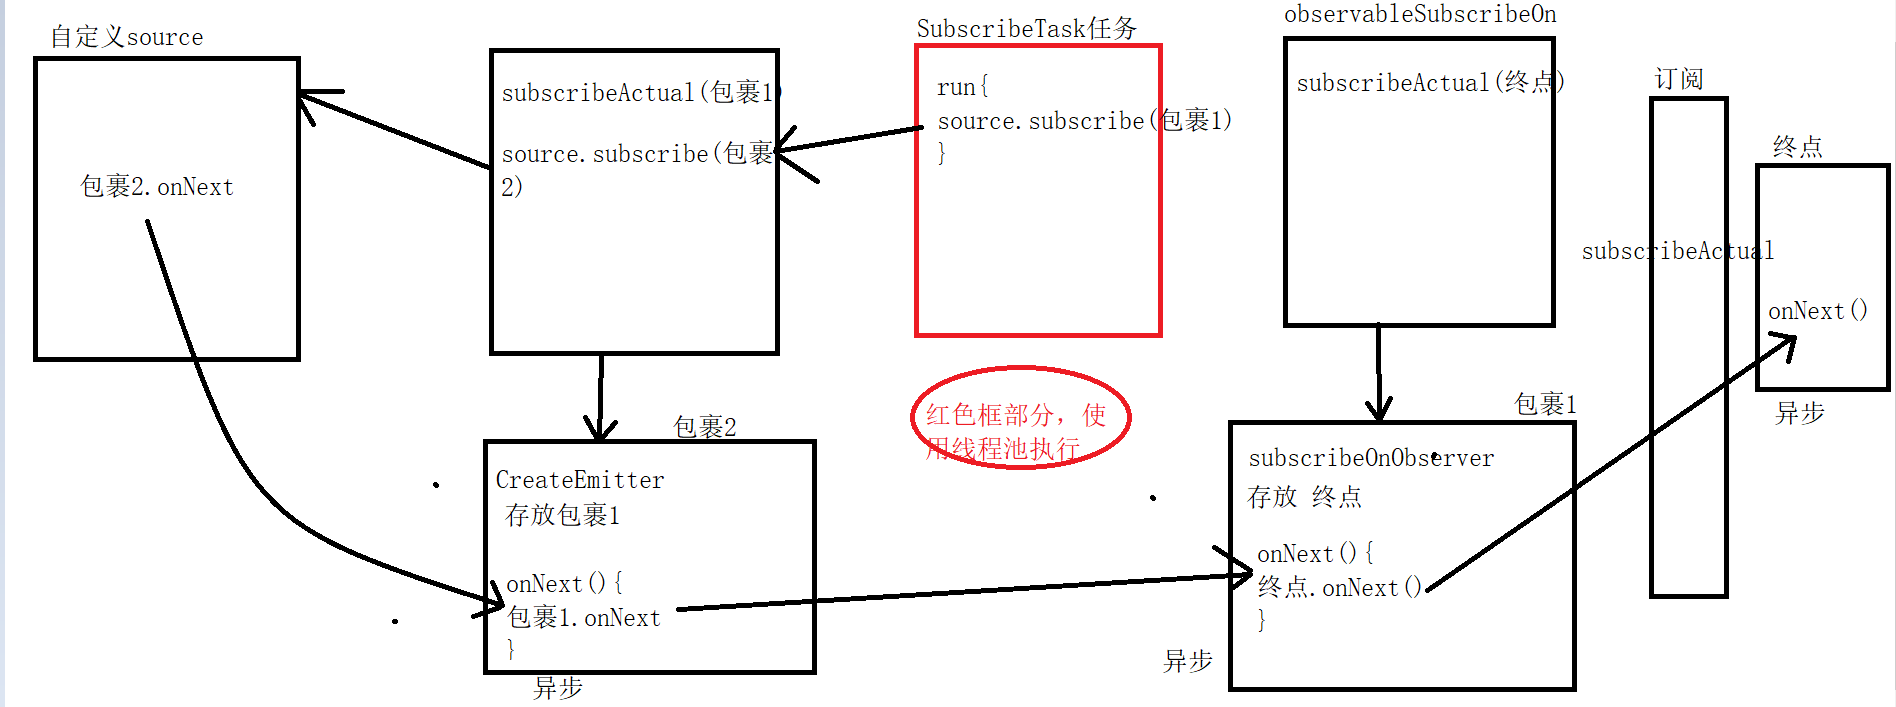 自定义source
包裹2.onNext
subscribeActual(包裹1)
source.subscribe(包裹
2)
SubscribeTask任务
run{
source.subscribe(包裹1)
}
observableSubscribeOn
subscribeActual(终点)
订阅
subscribeActual
终点
onNext()
异步
包裹2
CreateEmitter
存放包裹1
onNext(){
包裹1.onNext
}
异步
红色框部分，使
用线程池执行
包裹1
subscribeOnObserver
存放 终点
onNext(){
终点.onNext()
}
异步